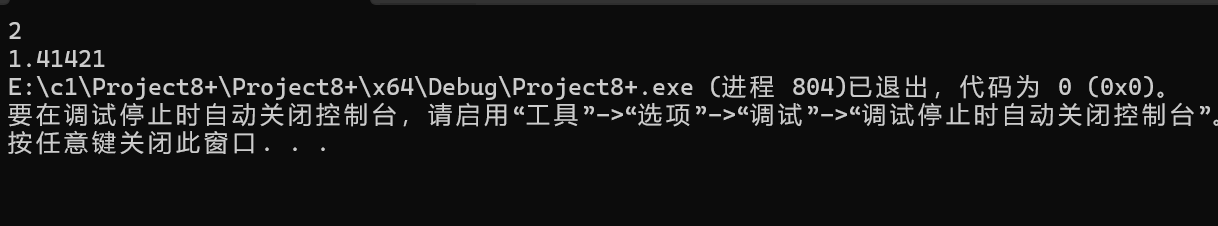 2
1.41421
E:\c1\Project8+\Project8+\x64\Debug\Project8+.exe (进程 804)已退出，代码为 0 (0x0)。
要在调试停止时自动关闭控制台，请启用“工具”->“选项”->“调试”->“调试停止时自动关闭控制台”。
按任意键关闭此窗口. . .